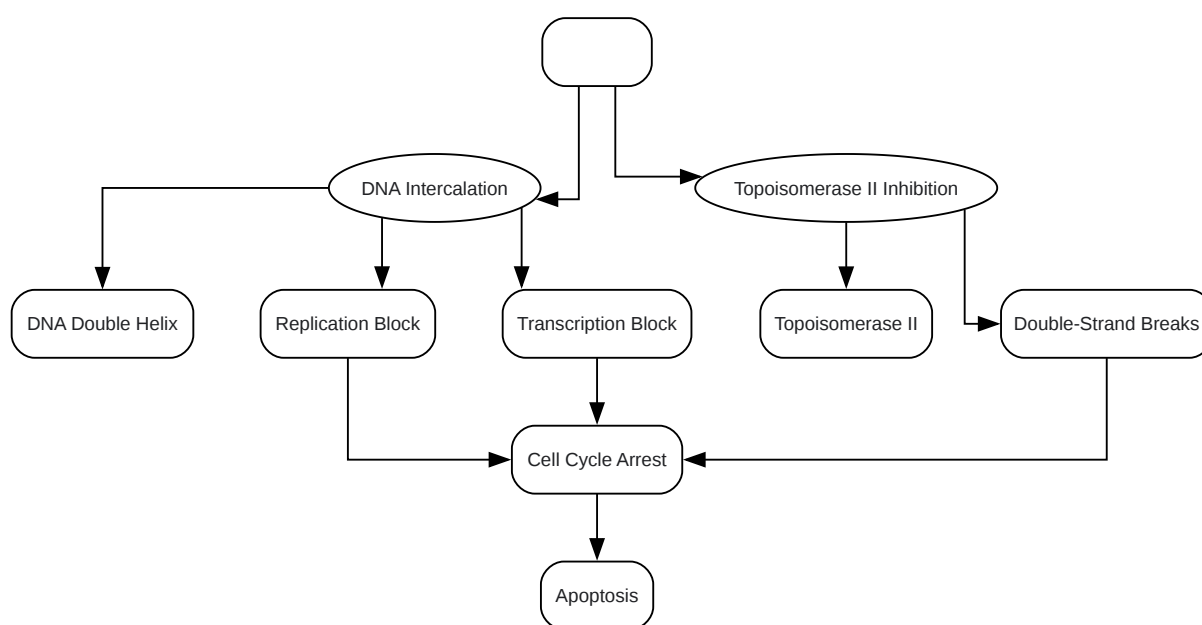 DNA Intercalation
Topoisomerase II Inhibition
DNA Double Helix
Replication Block
Transcription Block
Topoisomerase II
Double-Strand Breaks
Cell Cycle Arrest
Apoptosis